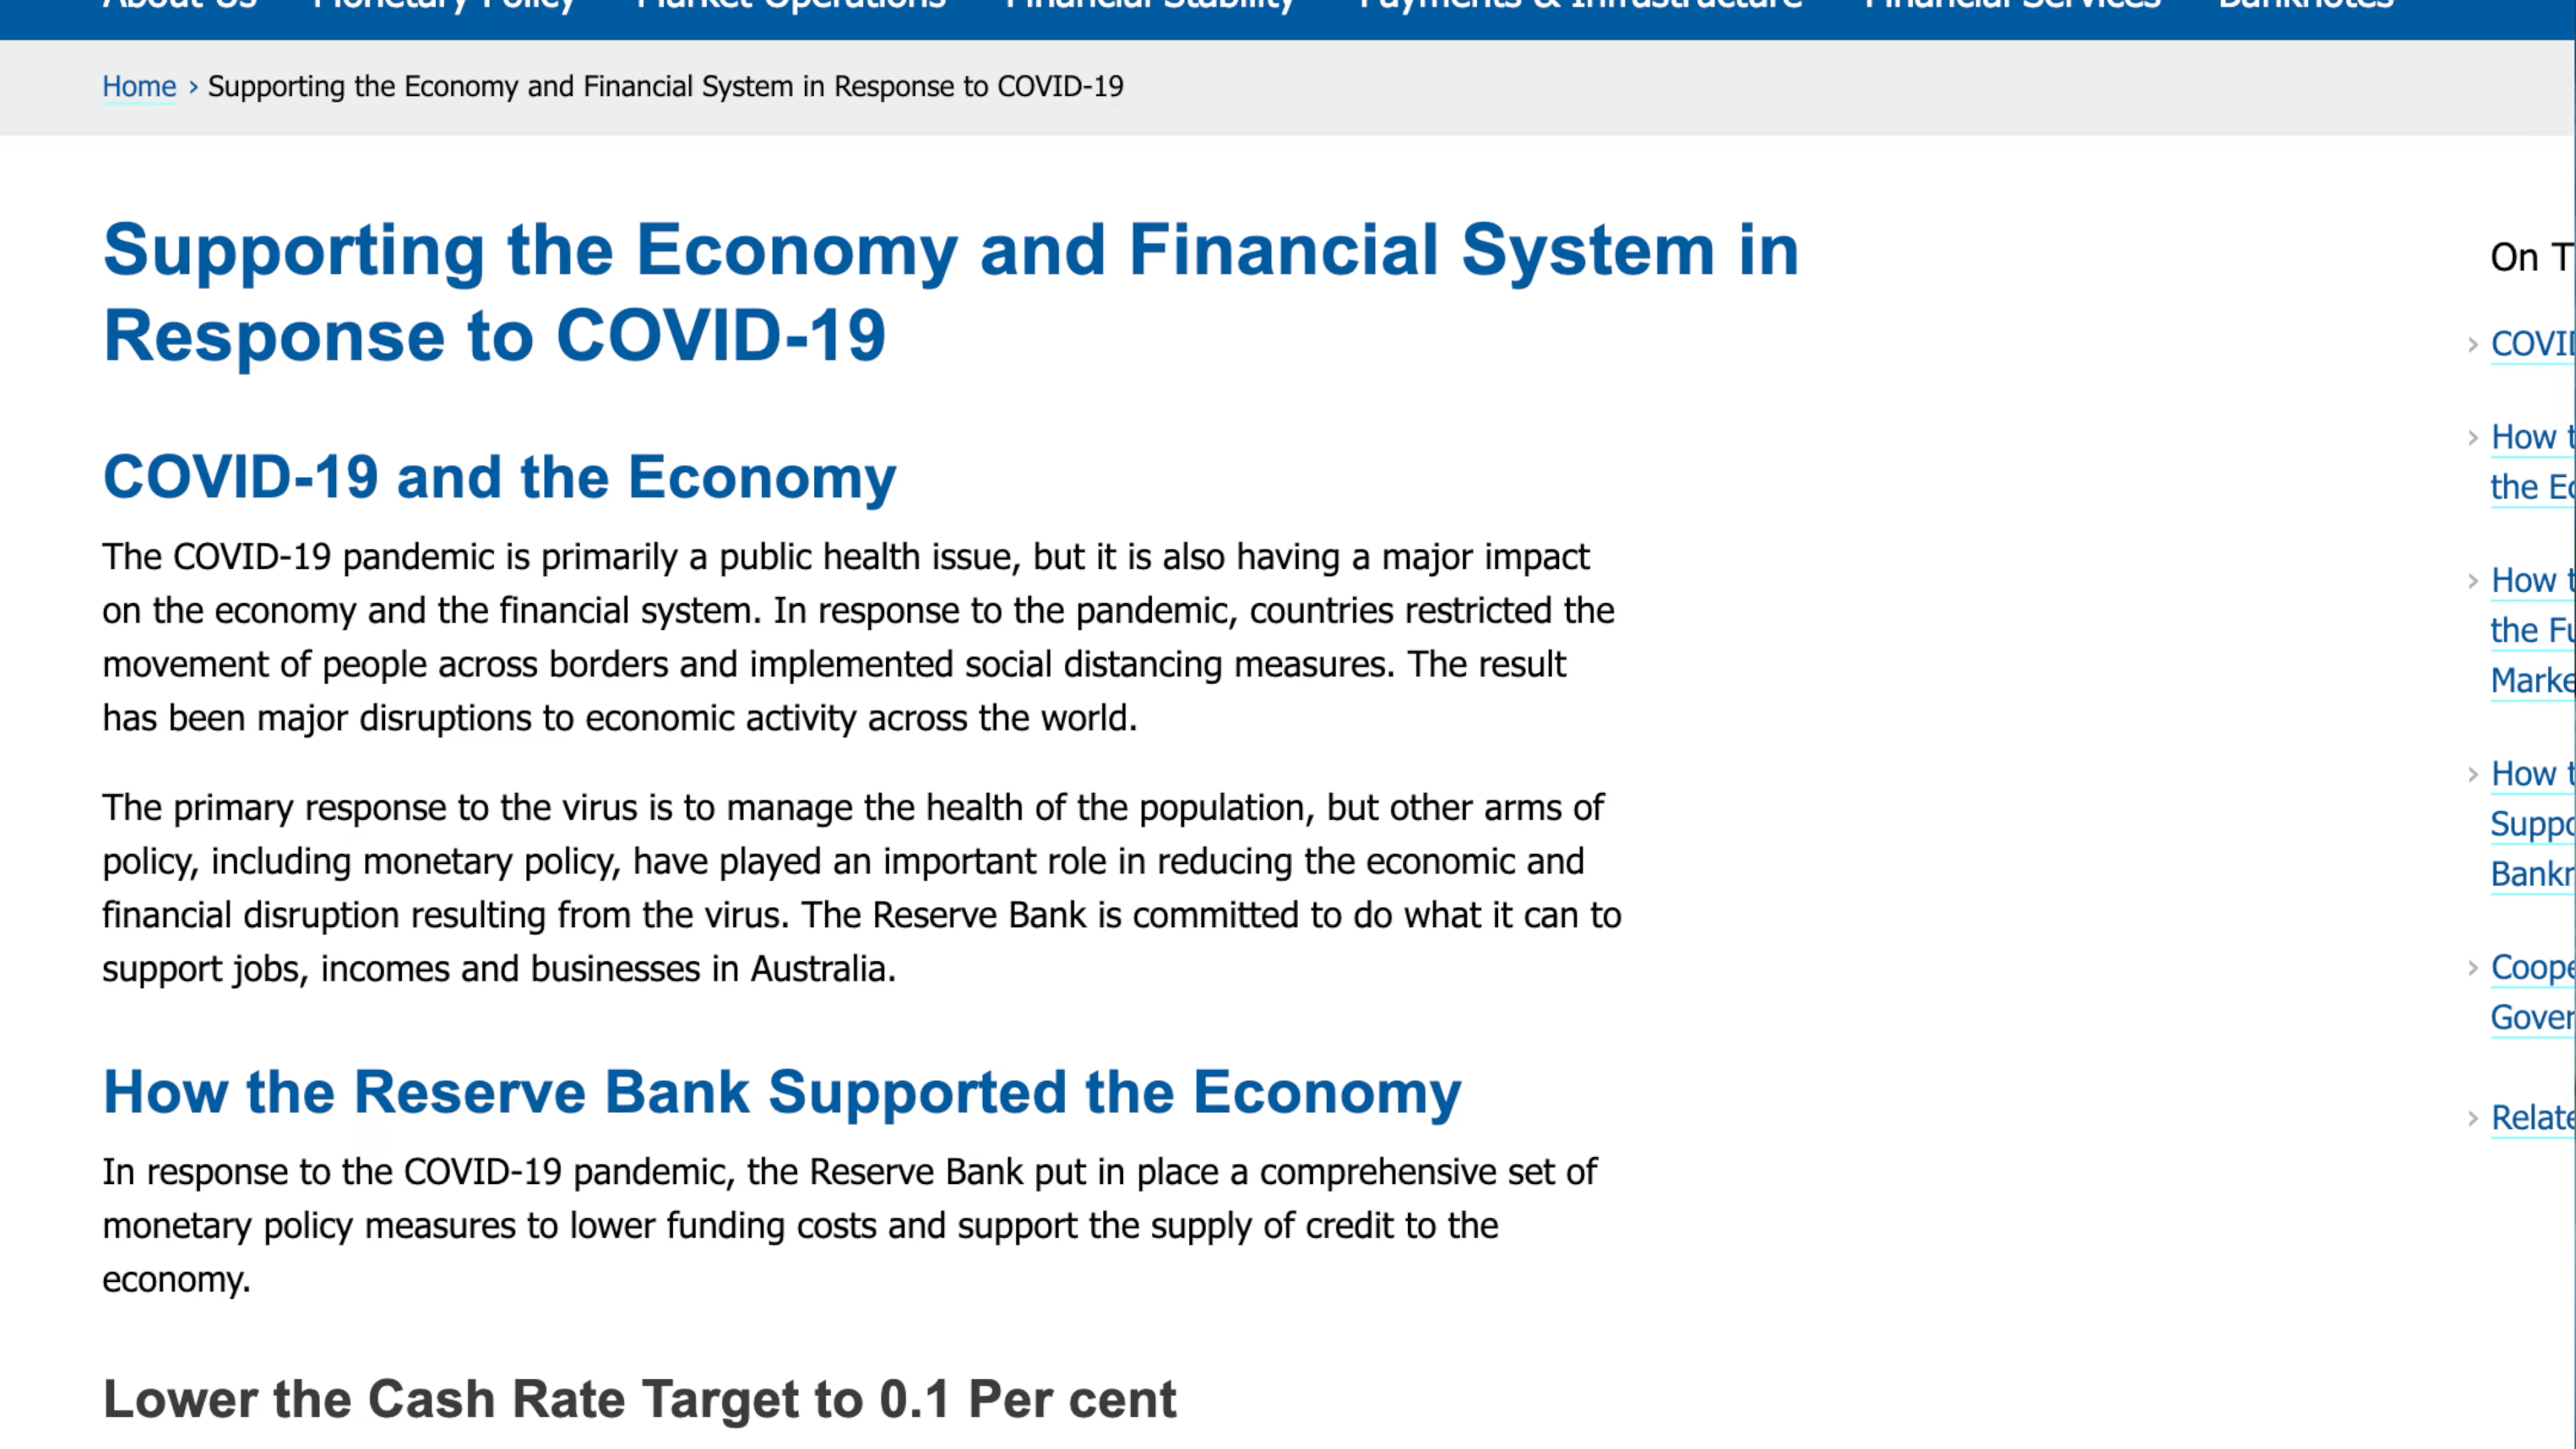 About Us Monetary Policy Market Operations Financial Stability Payments & Infrastructure Financial Services Banknotes
Home › Supporting the Economy and Financial System in Response to COVID-19
Supporting the Economy and Financial System in
Response to COVID-19
On
COVID-19 and the Economy
The COVID-19 pandemic is primarily a public health issue, but it is also having a major impact
on the economy and the financial system. In response to the pandemic, countries restricted the
movement of people across borders and implemented social distancing measures. The result
has been major disruptions to economic activity across the world.
The primary response to the virus is to manage the health of the population, but other arms of
policy, including monetary policy, have played an important role in reducing the economic and
financial disruption resulting from the virus. The Reserve Bank is committed to do what it can to
support jobs, incomes and businesses in Australia.
How the Reserve Bank Supported the Economy
In response to the COVID-19 pandemic, the Reserve Bank put in place a comprehensive set of
monetary policy measures to lower funding costs and support the supply of credit to the
economy.
Lower the Cash Rate Target to 0.1 Per cent
› How
the
› How
the
› How